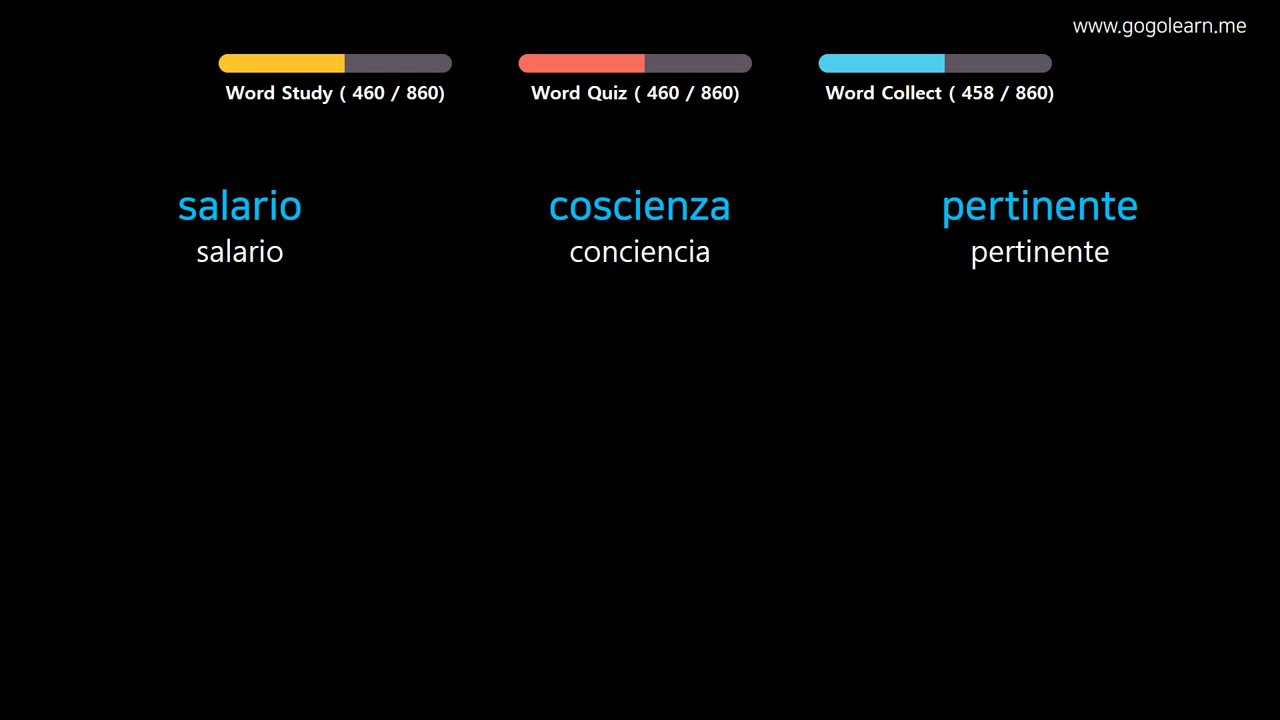 www.gogolearn.me
Word Study ( 460 / 860)
Word Quiz ( 460 / 860)
Word Collect ( 458 / 860)
salario
salario
coscienza
conciencia
pertinente
pertinente